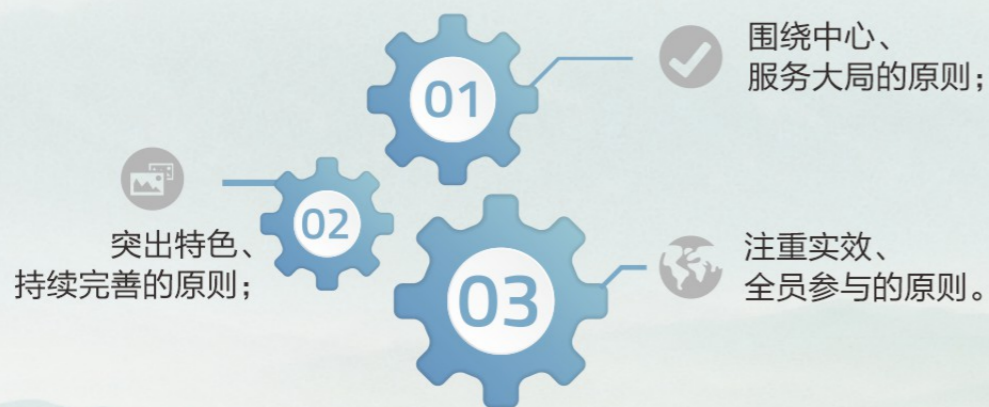 01
围绕中心、
服务大局的原则；
02
突出特色、
持续完善的原则；
03
注重实效、
全员参与的原则。